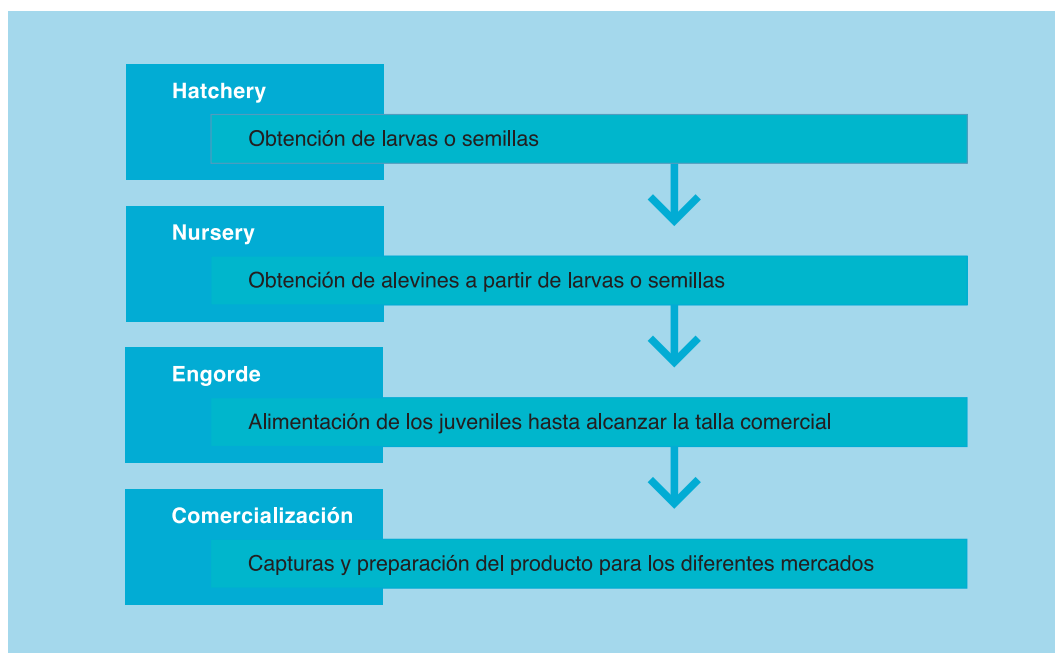 Hatchery
Obtención de larvas o semillas
Nursery
Obtención de alevines a partir de larvas o semillas
Engorde
Alimentación de los juveniles hasta alcanzar la talla comercial
Comercialización
Capturas y preparación del producto para los diferentes mercados